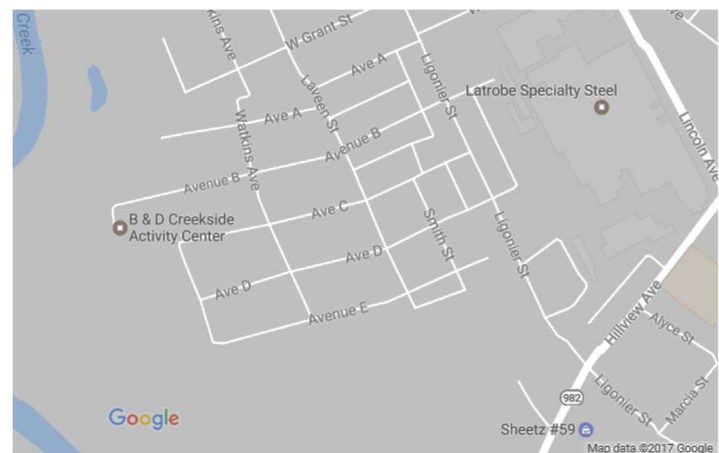 Creek
kins Ave
W Grant St
Ave A
Ligonier St
Latrobe Specialty Steel
Laveen St
Ave A
Watkins Ave
Lincoln Ave
Avenue B
Avenue B
B & D Creekside
Activity Center
Ave C
Smith St
Ligonier St
Ave D
Ave D
Avenue E
Hillview Ave
Alyce St
Marcia St
Ligonier St
982
Google
Sheetz #59
Map data ©2017 Google